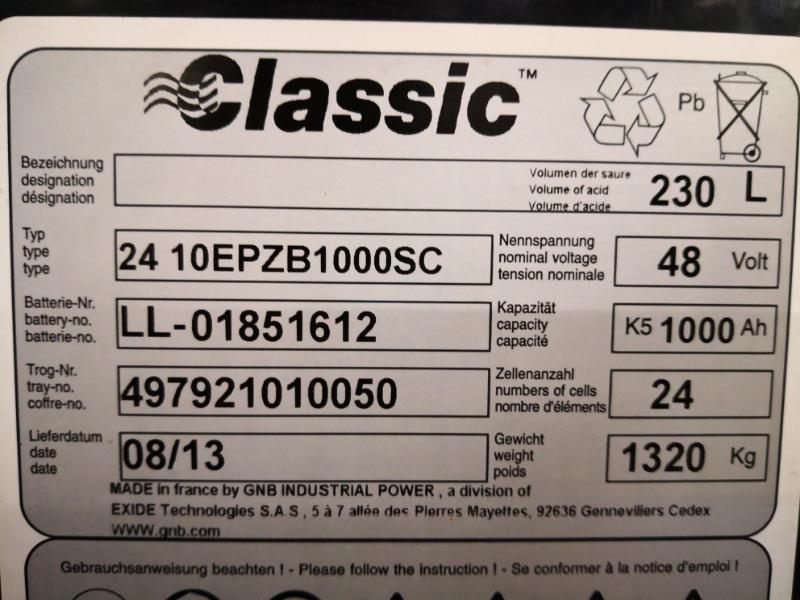 Classic™
Pb
Bezeichnung
designation
désignation
Volumen der saure
Volume of acid
Volume d'acide
230 L
Typ
type
type
24 10EPZB1000SC
Nennspannung
nominal voltage
tension nominale
48 Volt
Batterie-Nr.
battery-no.
batterie-no.
LL-01851612
Kapazität
capacity
capacité
K5 1000 Ah
Trog-Nr.
tray-no.
coffre-no.
497921010050
Zellenanzahl
numbers of cells
nombre d'éléments
24
Lieferdatum
date
date
08/13
Gewicht
weight
poids
1320 Kg
MADE in france by GNB INDUSTRIAL POWER , a division of
EXIDE Technologies S.A.S , 5 à 7 allée des Pierres Mayettes, 92636 Gennevilliers Cedex
WWW.gnb.com
Gebrauchsanweisung beachten ! - Please follow the instruction ! - Se conformer à la notice d'emploi !